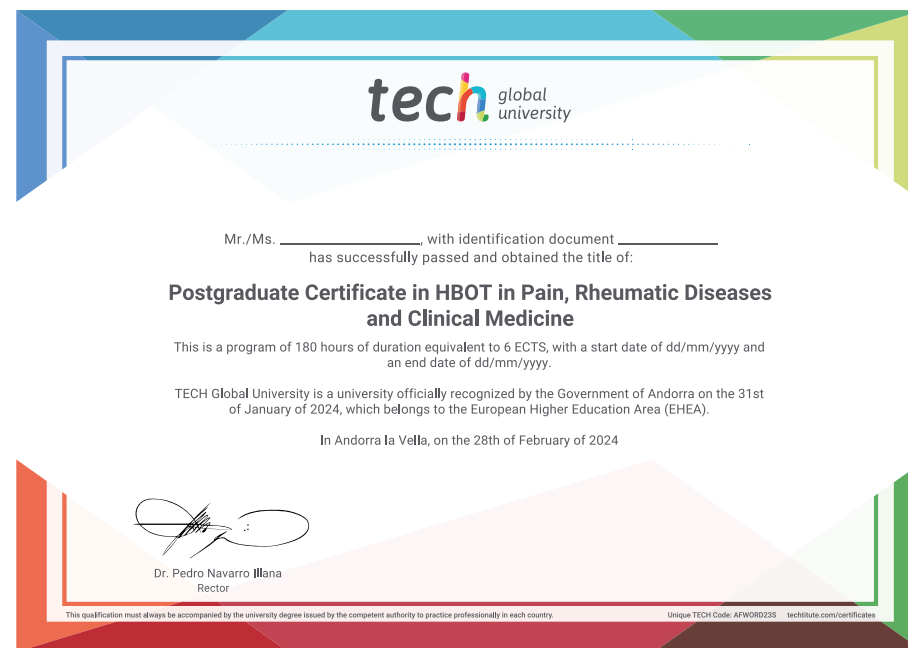 tech global university
Mr./Ms. ____________________, with identification document ______________
has successfully passed and obtained the title of:
Postgraduate Certificate in HBOT in Pain, Rheumatic Diseases
and Clinical Medicine
This is a program of 180 hours of duration equivalent to 6 ECTS, with a start date of dd/mm/yyyy and
an end date of dd/mm/yyyy.
TECH Global University is a university officially recognized by the Government of Andorra on the 31st
of January of 2024, which belongs to the European Higher Education Area (EHEA).
In Andorra la Vella, on the 28th of February of 2024
Dr. Pedro Navarro Illana
Rector
This qualification must always be accompanied by the university degree issued by the competent authority to practice professionally in each country.
Unique TECH Code: AFWORD23S techtitute.com/certificates